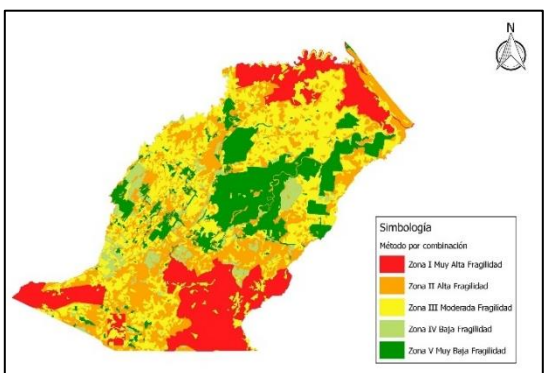 N
Simbología
Método por combinación
Zona I Muy Alta Fragilidad
Zona II Alta Fragilidad
Zona III Moderada Fragilidad
Zona IV Baja Fragilidad
Zona V Muy Baja Fragilidad